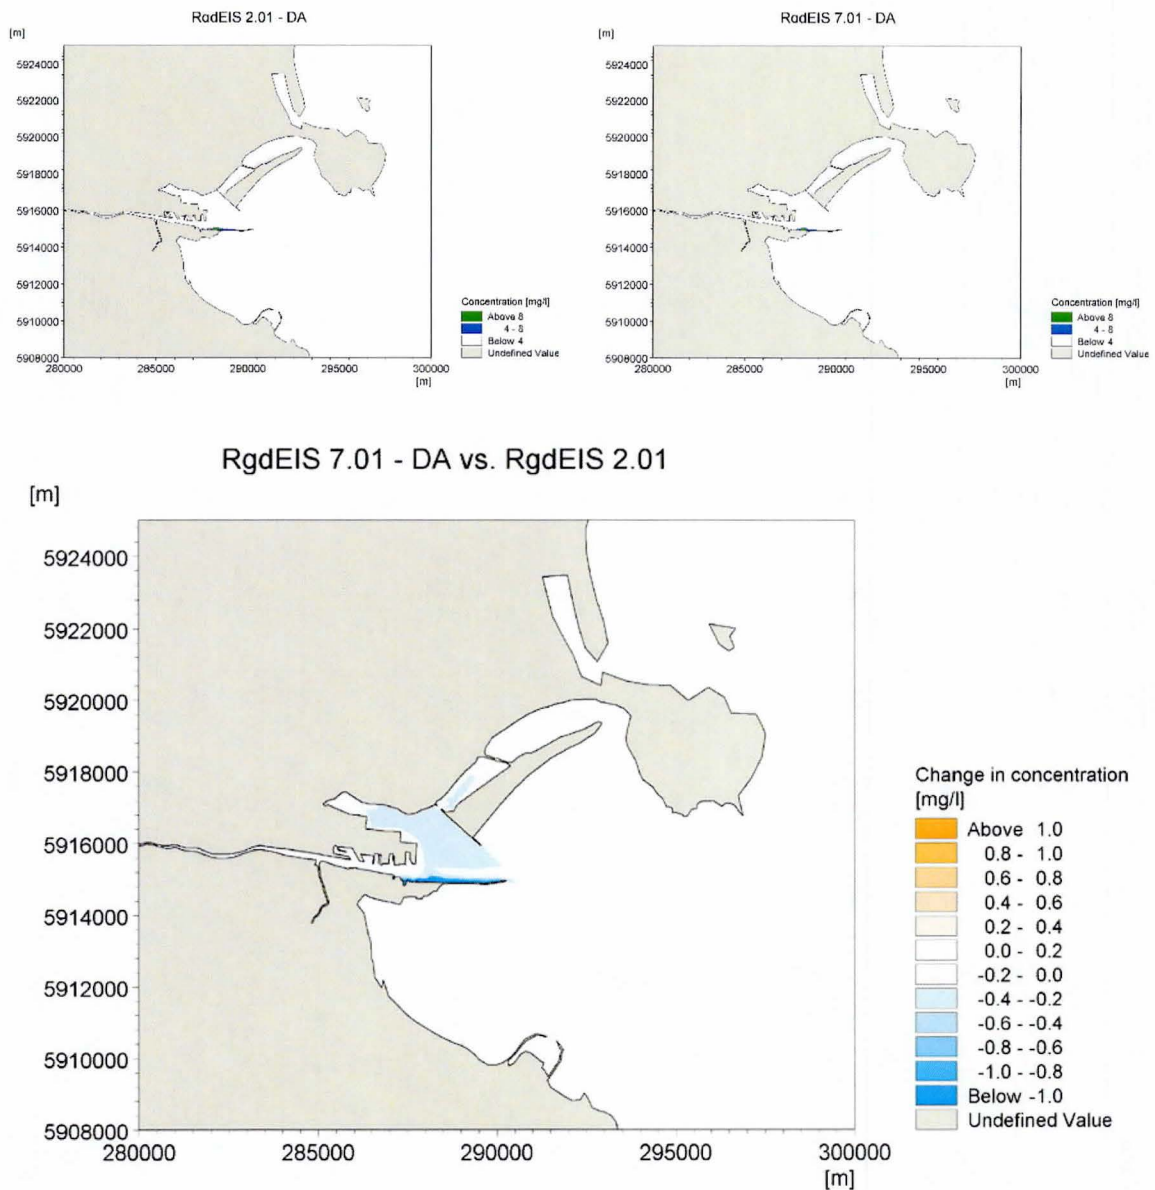 RgdEIS 2.01 - DA
[m]
5924000
5922000
5920000
5918000
5916000
5914000
5912000
5910000
5908000
280000 285000 290000 295000 300000
[m]
Concentration [mg/l]
Above 8
4 - 8
Below 4
Undefined Value
RgdEIS 7.01 - DA
[m]
5924000
5922000
5920000
5918000
5916000
5914000
5912000
5910000
5908000
280000 285000 290000 295000 300000
[m]
Concentration [mg/l]
Above 8
4 - 8
Below 4
Undefined Value
RgdEIS 7.01 - DA vs. RgdEIS 2.01
[m]
5924000
5922000
5920000
5918000
5916000
5914000
5912000
5910000
5908000
280000 285000 290000 295000 300000
[m]
Change in concentration
[mg/l]
Above 1.0
0.8 - 1.0
0.6 - 0.8
0.4 - 0.6
0.2 - 0.4
0.0 - 0.2
-0.2 - 0.0
-0.4 - -0.2
-0.6 - -0.4
-0.8 - -0.6
-1.0 - -0.8
Below -1.0
Undefined Value